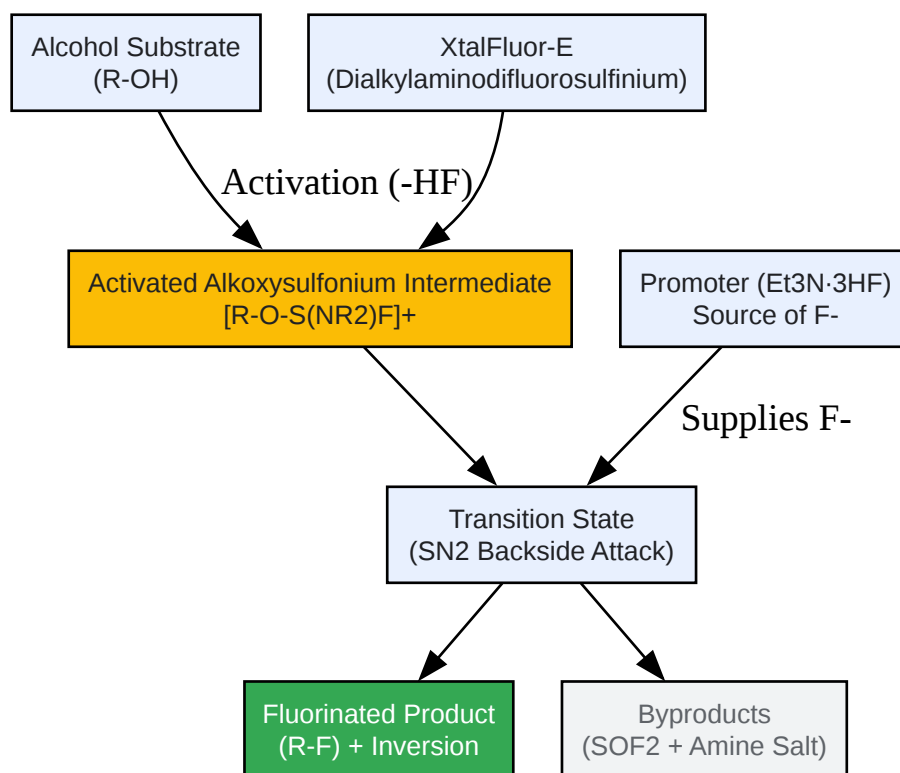 Alcohol Substrate
(R-OH)
XtalFluor-E
(Dialkylaminodifluorosulfinium)
Activation (-HF)
Activated Alkoxysulfonium Intermediate
[R-O-S(NR2)F]+
Promoter (Et3N·3HF)
Source of F-
Supplies F-
Transition State
(SN2 Backside Attack)
Fluorinated Product
(R-F) + Inversion
Byproducts
(SOF2 + Amine Salt)